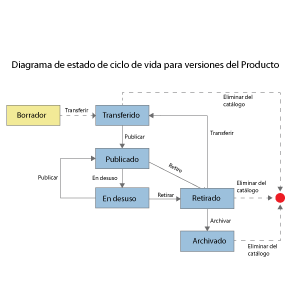 Diagrama de estado de ciclo de vida para versiones del Producto
Eliminar del
catálogo
Borrador
Transferir
Transferido
Publicar
Transferir
Publicado
Retiro
Publicar
En desuso
En desuso
Retirar
Retirado
Eliminar del
catálogo
Archivar
Archivado
Eliminar del
catálogo